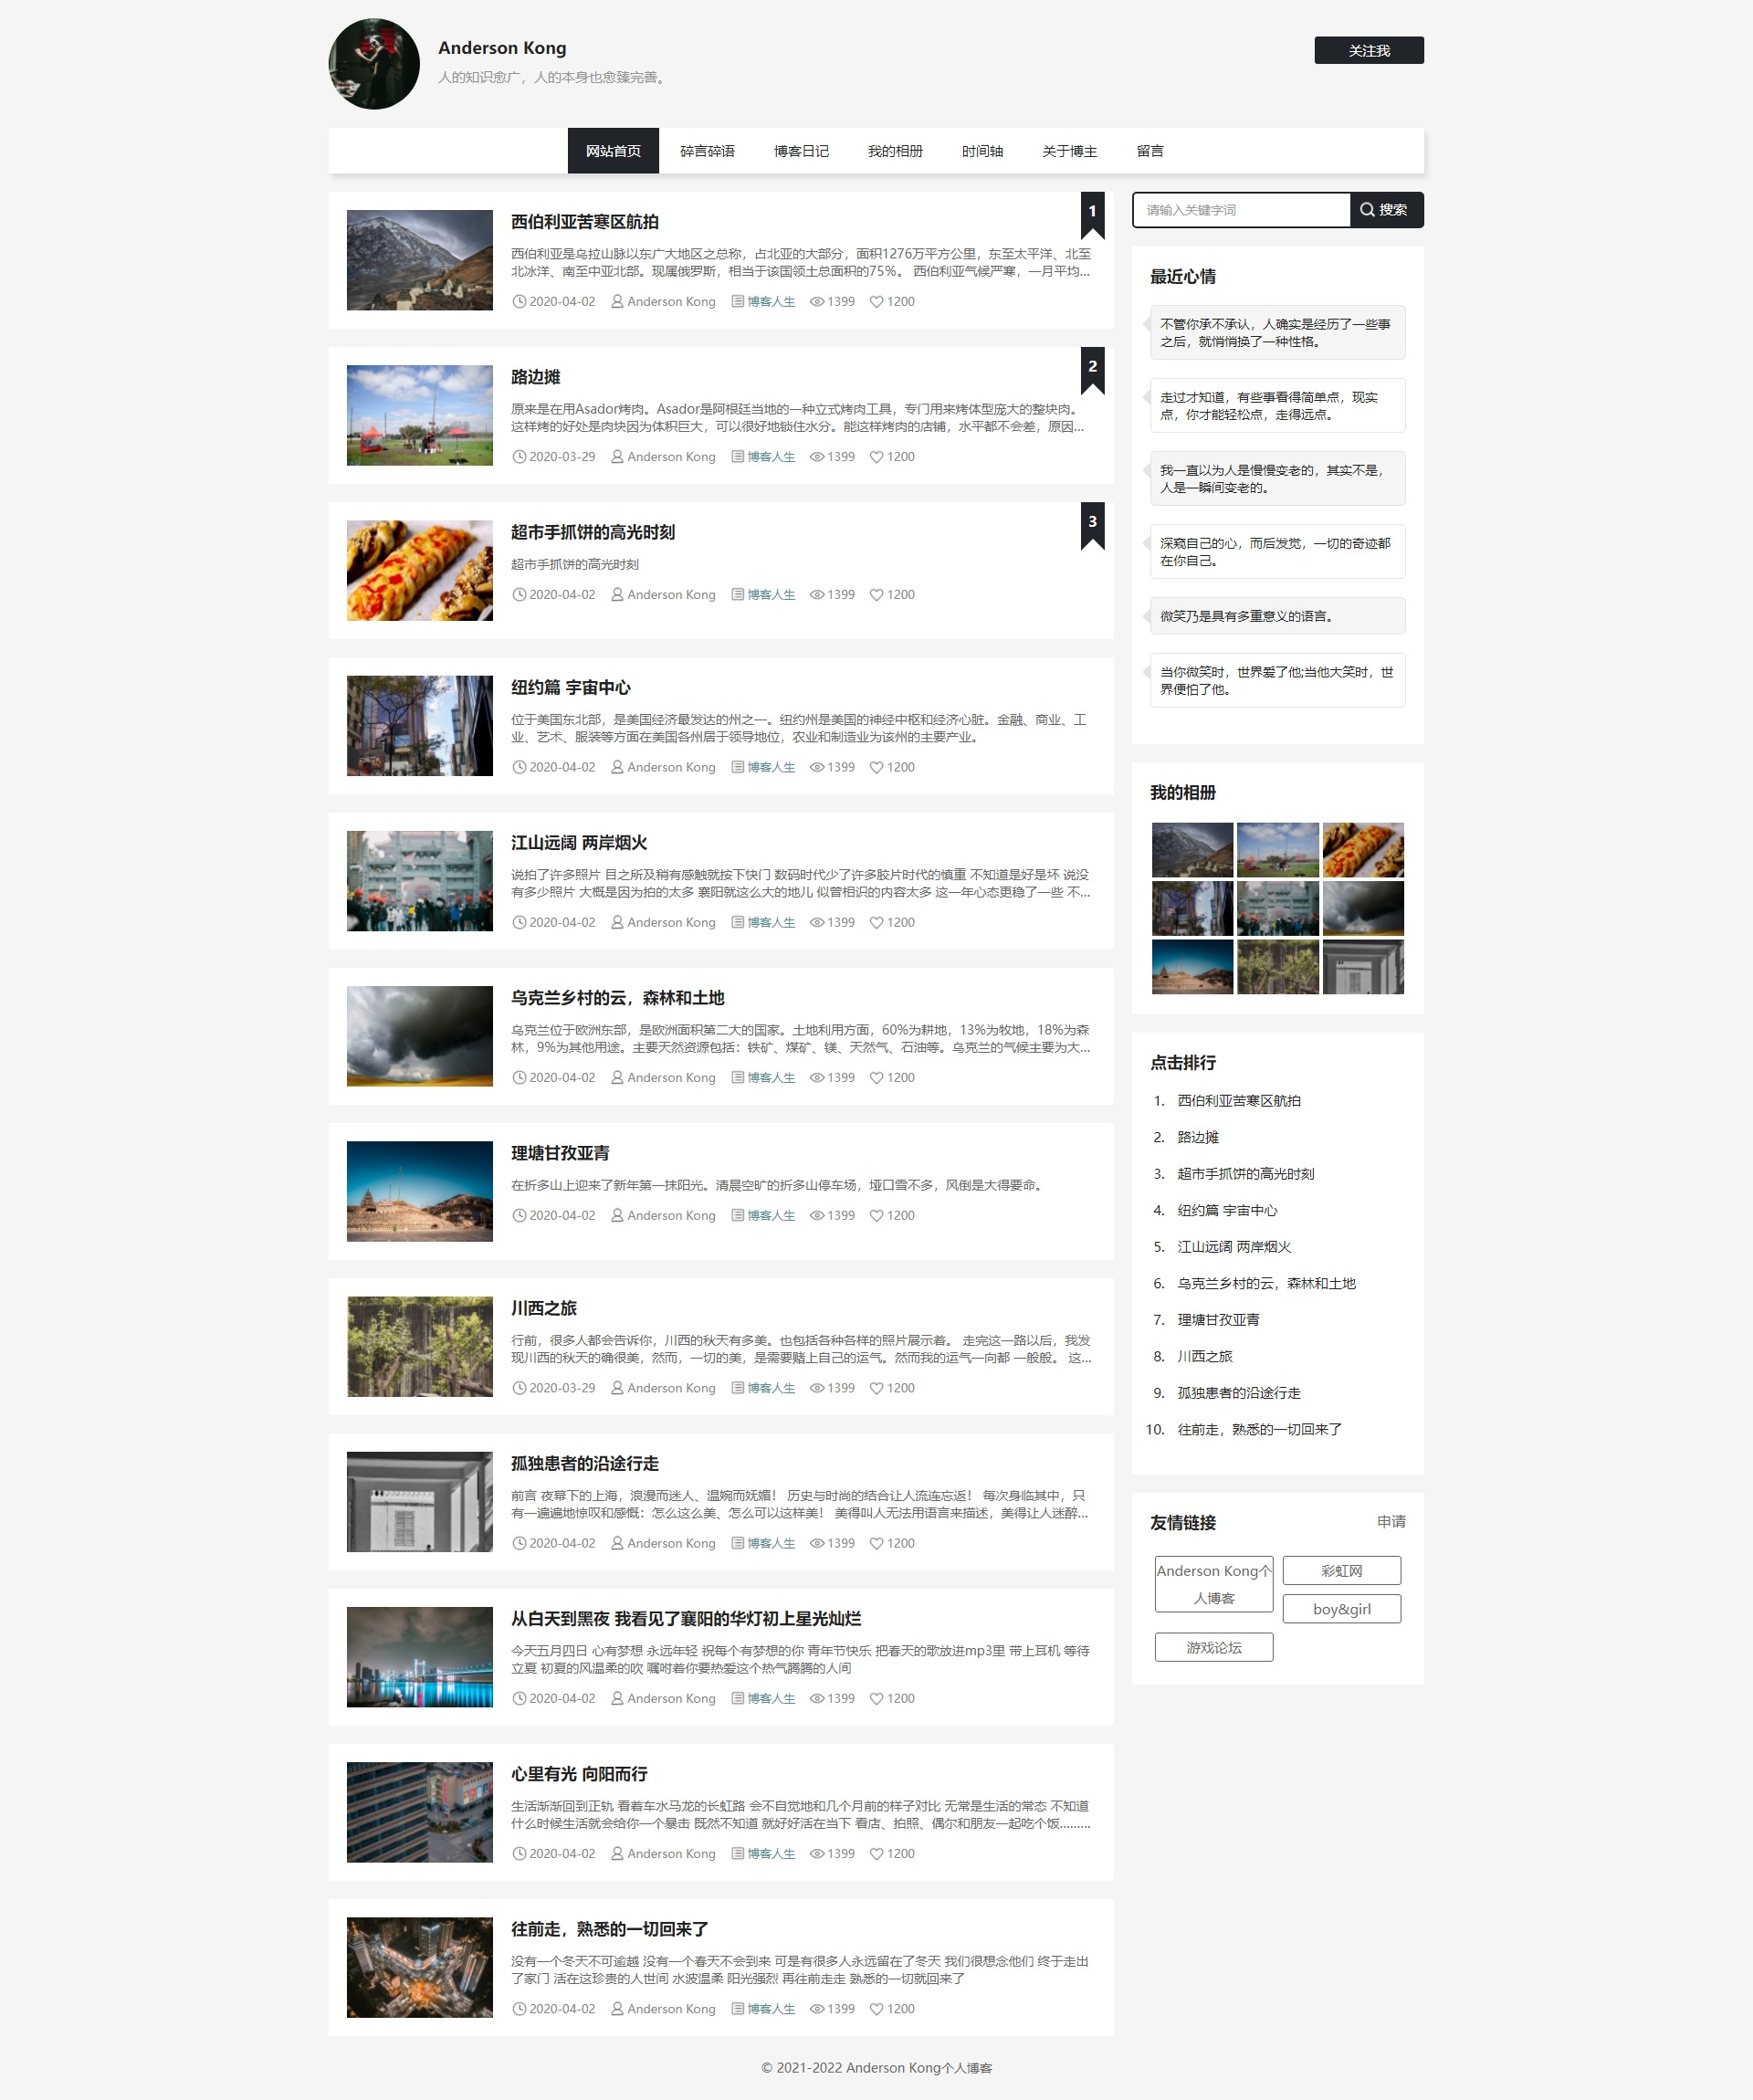 Anderson Kong
人的知识愈广，人的本身也愈臻完善。
关注我
网站首页 碎言碎语 博客日记 我的相册 时间轴 关于博主 留言
西伯利亚苦寒区航拍
1
西伯利亚是乌拉山脉以东广大地区之总称，占北亚的大部分，面积1276万平方公里，东至太平洋、北至
北冰洋、南至中亚北部。现属俄罗斯，相当于该国领土总面积的75%。 西伯利亚气候严寒，一月平均...
2020-04-02 Anderson Kong 博客人生 1399 1200
路边摊
2
原来是在用Asador烤肉。Asador是阿根廷当地的一种立式烤肉工具，专门用来烤体型庞大的整块肉。
这样烤的好处是肉块因为体积巨大，可以很好地锁住水分。能这样烤肉的店铺，水平都不会差，原因...
2020-03-29 Anderson Kong 博客人生 1399 1200
超市手抓饼的高光时刻
3
超市手抓饼的高光时刻
2020-04-02 Anderson Kong 博客人生 1399 1200
纽约篇 宇宙中心
位于美国东北部，是美国经济最发达的州之一。纽约州是美国的神经中枢和经济心脏。金融、商业、工
业、艺术、服装等方面在美国各州居于领导地位，农业和制造业为该州的主要产业。
2020-04-02 Anderson Kong 博客人生 1399 1200
江山远阔 两岸烟火
说拍了许多照片 目之所及稍有感触就按下快门 数码时代少了许多胶片时代的慎重 不知道是好是坏 说没
有多少照片 大概是因为拍的太多 襄阳就这么大的地儿 似曾相识的内容太多 这一年心态更稳了一些 不...
2020-04-02 Anderson Kong 博客人生 1399 1200
乌克兰乡村的云，森林和土地
乌克兰位于欧洲东部，是欧洲面积第二大的国家。土地利用方面，60%为耕地，13%为牧地，18%为森
林，9%为其他用途。主要天然资源包括：铁矿、煤矿、镁、天然气、石油等。乌克兰的气候主要为大...
2020-04-02 Anderson Kong 博客人生 1399 1200
理塘甘孜亚青
在折多山上迎来了新年第一抹阳光。清晨空旷的折多山停车场，垭口雪不多，风倒是大得要命。
2020-04-02 Anderson Kong 博客人生 1399 1200
川西之旅
行前，很多人都会告诉你，川西的秋天有多美。也包括各种各样的照片展示着。 走完这一路以后，我发
现川西的秋天的确很美，然而，一切的美，是需要赌上自己的运气。然而我的运气一向都 一般般。 这...
2020-03-29 Anderson Kong 博客人生 1399 1200
孤独患者的沿途行走
前言 夜幕下的上海，浪漫而迷人、温婉而妩媚！ 历史与时尚的结合让人流连忘返！ 每次身临其中，只
有一遍遍地惊叹和感慨：怎么这么美、怎么可以这样美！ 美得叫人无法用语言来描述，美得让人迷醉...
2020-04-02 Anderson Kong 博客人生 1399 1200
从白天到黑夜 我看见了襄阳的华灯初上星光灿烂
今天五月四日 心有梦想 永远年轻 祝每个有梦想的你 青年节快乐 把春天的歌放进mp3里 带上耳机 等待
立夏 初夏的风温柔的吹 嘱咐着你要热爱这个热气腾腾的人间
2020-04-02 Anderson Kong 博客人生 1399 1200
心里有光 向阳而行
生活渐渐回到正轨 看着车水马龙的长虹路 会不自觉地和几个月前的样子对比 无常是生活的常态 不知道
什么时候生活就会给你一个暴击 既然不知道 就好好活在当下 看店、拍照、偶尔和朋友一起吃个饭.........
2020-04-02 Anderson Kong 博客人生 1399 1200
往前走，熟悉的一切回来了
没有一个冬天不可逾越 没有一个春天不会到来 可是有很多人永远留在了冬天 我们很想念他们 终于走出
了家门 活在这珍贵的人世间 水波温柔 阳光强烈 再往前走走 熟悉的一切就回来了
2020-04-02 Anderson Kong 博客人生 1399 1200
请输入关键字词 搜索
最近心情
不管你承不承认，人确实是经历了一些事
之后，就悄悄换了一种性格。
走过才知道，有些事看得简单点，现实
点，你才能轻松点，走得远点。
我一直以为人是慢慢变老的，其实不是，
人是一瞬间变老的。
深窥自己的心，而后发觉，一切的奇迹都
在你自己。
微笑乃是具有多重意义的语言。
当你微笑时，世界爱了他;当他大笑时，世
界便怕了他。
我的相册
点击排行
1. 西伯利亚苦寒区航拍
2. 路边摊
3. 超市手抓饼的高光时刻
4. 纽约篇 宇宙中心
5. 江山远阔 两岸烟火
6. 乌克兰乡村的云，森林和土地
7. 理塘甘孜亚青
8. 川西之旅
9. 孤独患者的沿途行走
10. 往前走，熟悉的一切回来了
友情链接 申请
Anderson Kong个
人博客
彩虹网
boy&girl
游戏论坛
© 2021-2022 Anderson Kong个人博客